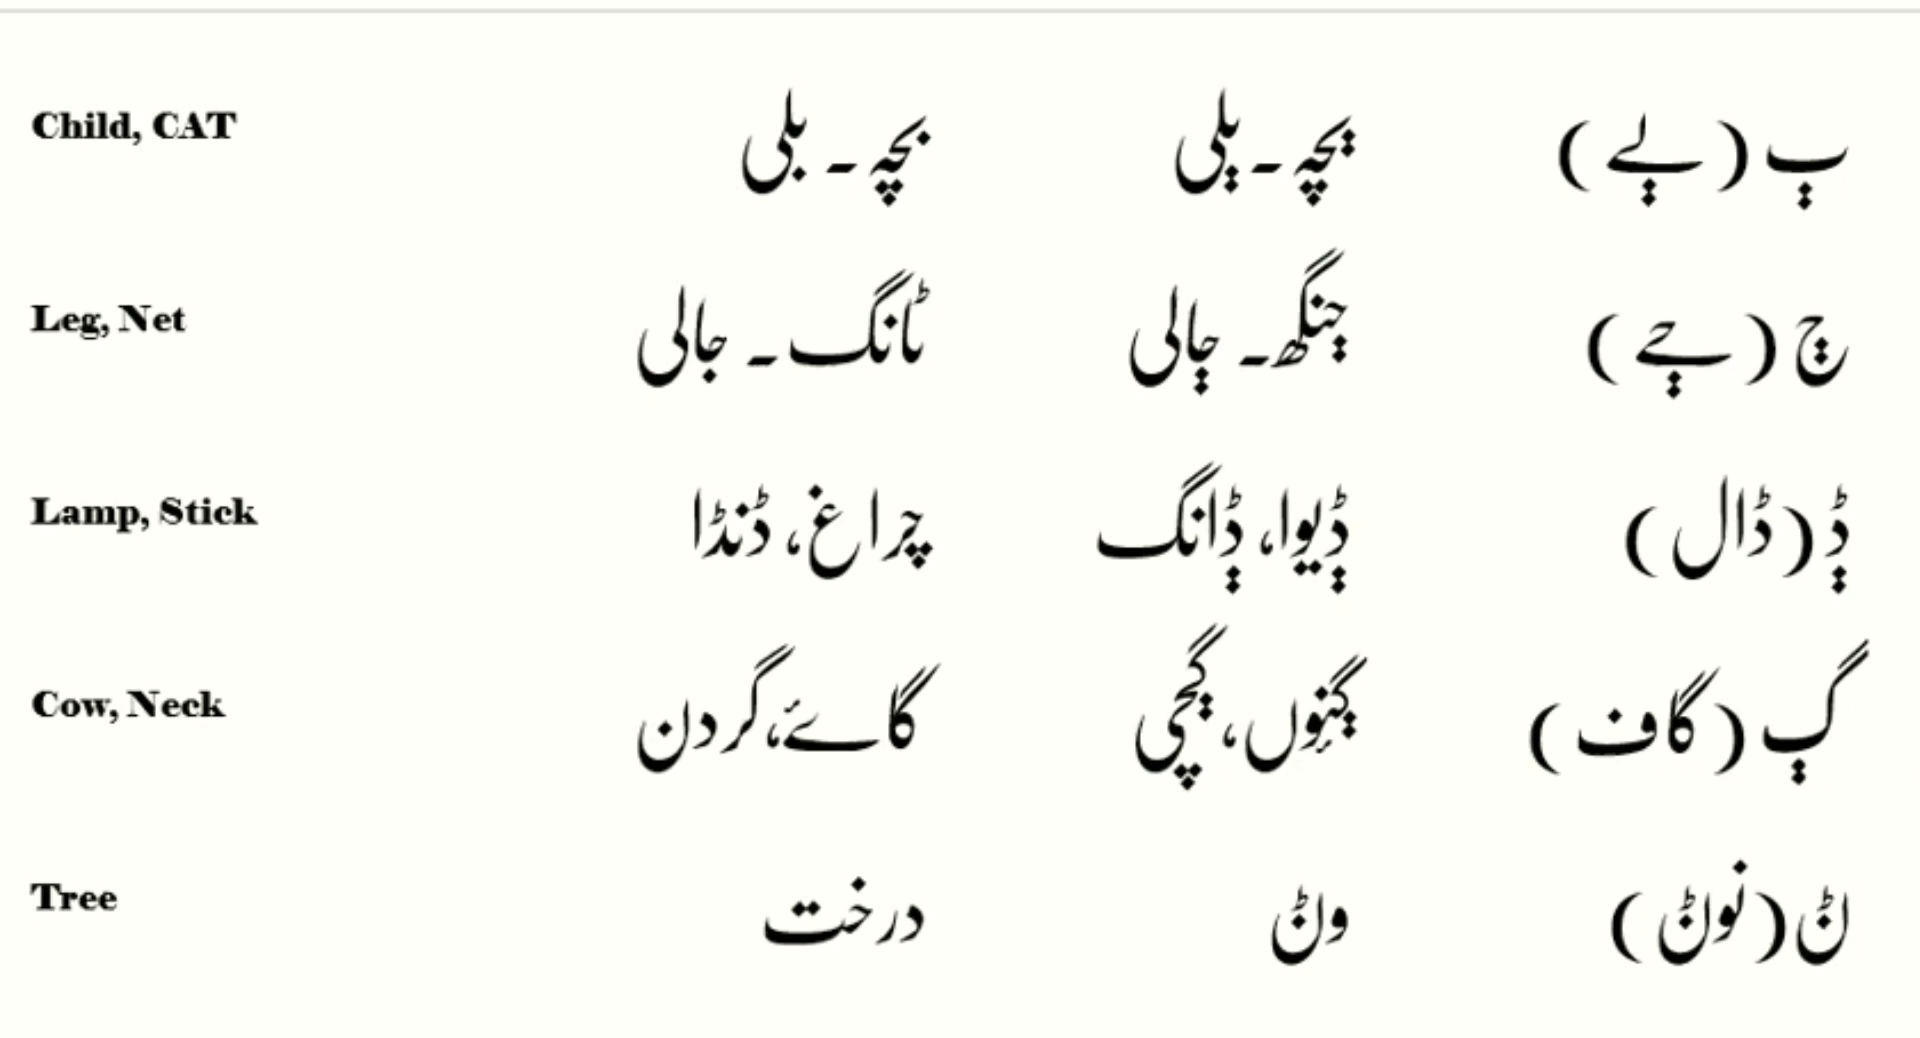 ٻ (ٻے) ٻچہ ۔ ٻلی بچہ ۔ بلی Child, CAT
ڄ (ڄے) ڄنگھ ۔ ڄالی ٹانگ ۔ جالی Leg, Net
ݙ (ڈال) ݙیوا، ݙانگ چراغ، ڈنڈا Lamp, Stick
ڳ (گاف) ڳئوں، ڳچی گائے، گردن Cow, Neck
ݨ (نوݨ) وݨ درخت Tree